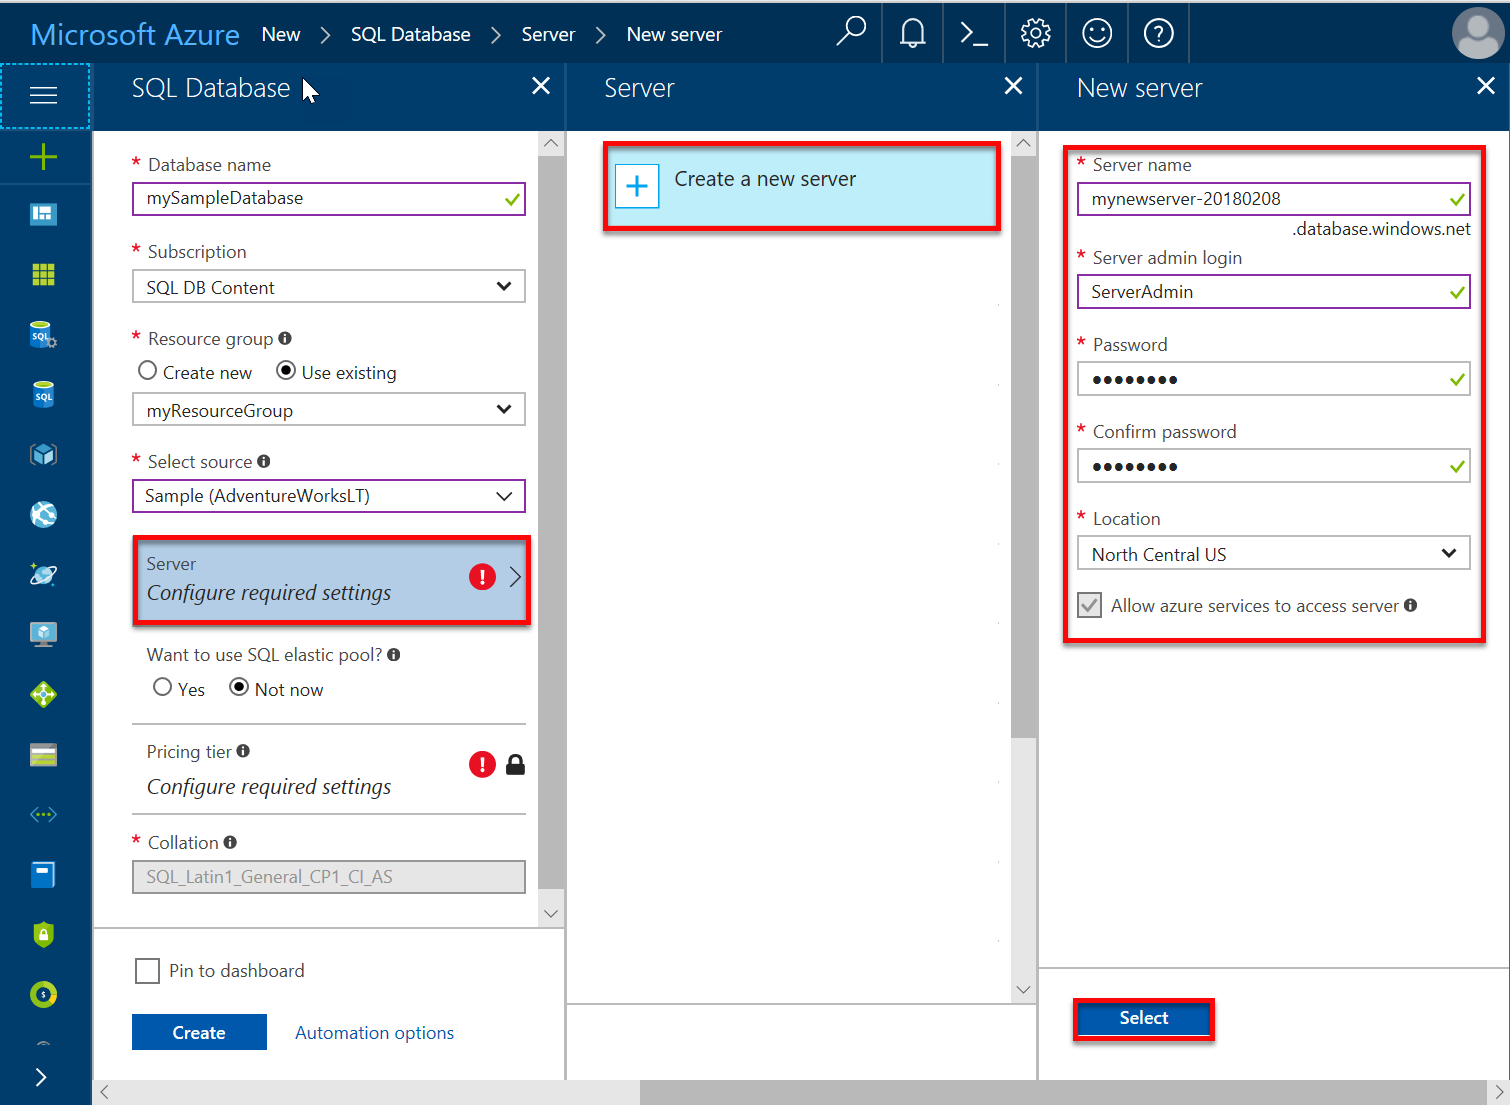 Microsoft Azure New > SQL Database > Server > New server
SQL Database
* Database name
mySampleDatabase
* Subscription
SQL DB Content
* Resource group
Create new Use existing
myResourceGroup
* Select source
Sample (AdventureWorksLT)
Server
Configure required settings
Want to use SQL elastic pool?
Yes Not now
Pricing tier
Configure required settings
* Collation
SQL_Latin1_General_CP1_CI_AS
Pin to dashboard
Create Automation options
Server
Create a new server
New server
* Server name
mynewserver-20180208
.database.windows.net
* Server admin login
ServerAdmin
* Password
••••••••
* Confirm password
••••••••
* Location
North Central US
Allow azure services to access server
Select
SQL
SQL